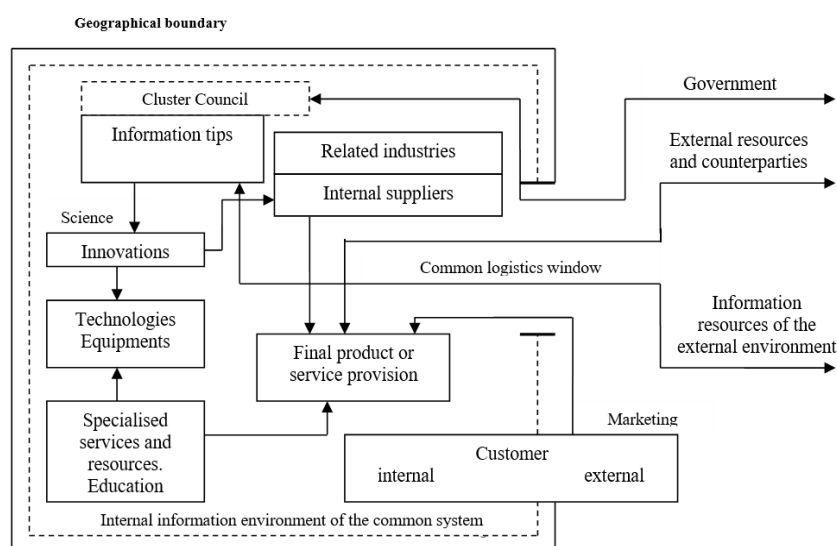 Geographical boundary
Government
Cluster Council
Information tips
External resources
and counterparties
Related industries
Internal suppliers
Science
Innovations
Common logistics window
Technologies
Equipments
Information
resources of the
external environment
Final product or
service provision
Specialised
services and
resources.
Education
Marketing
Customer
internal external
Internal information environment of the common system